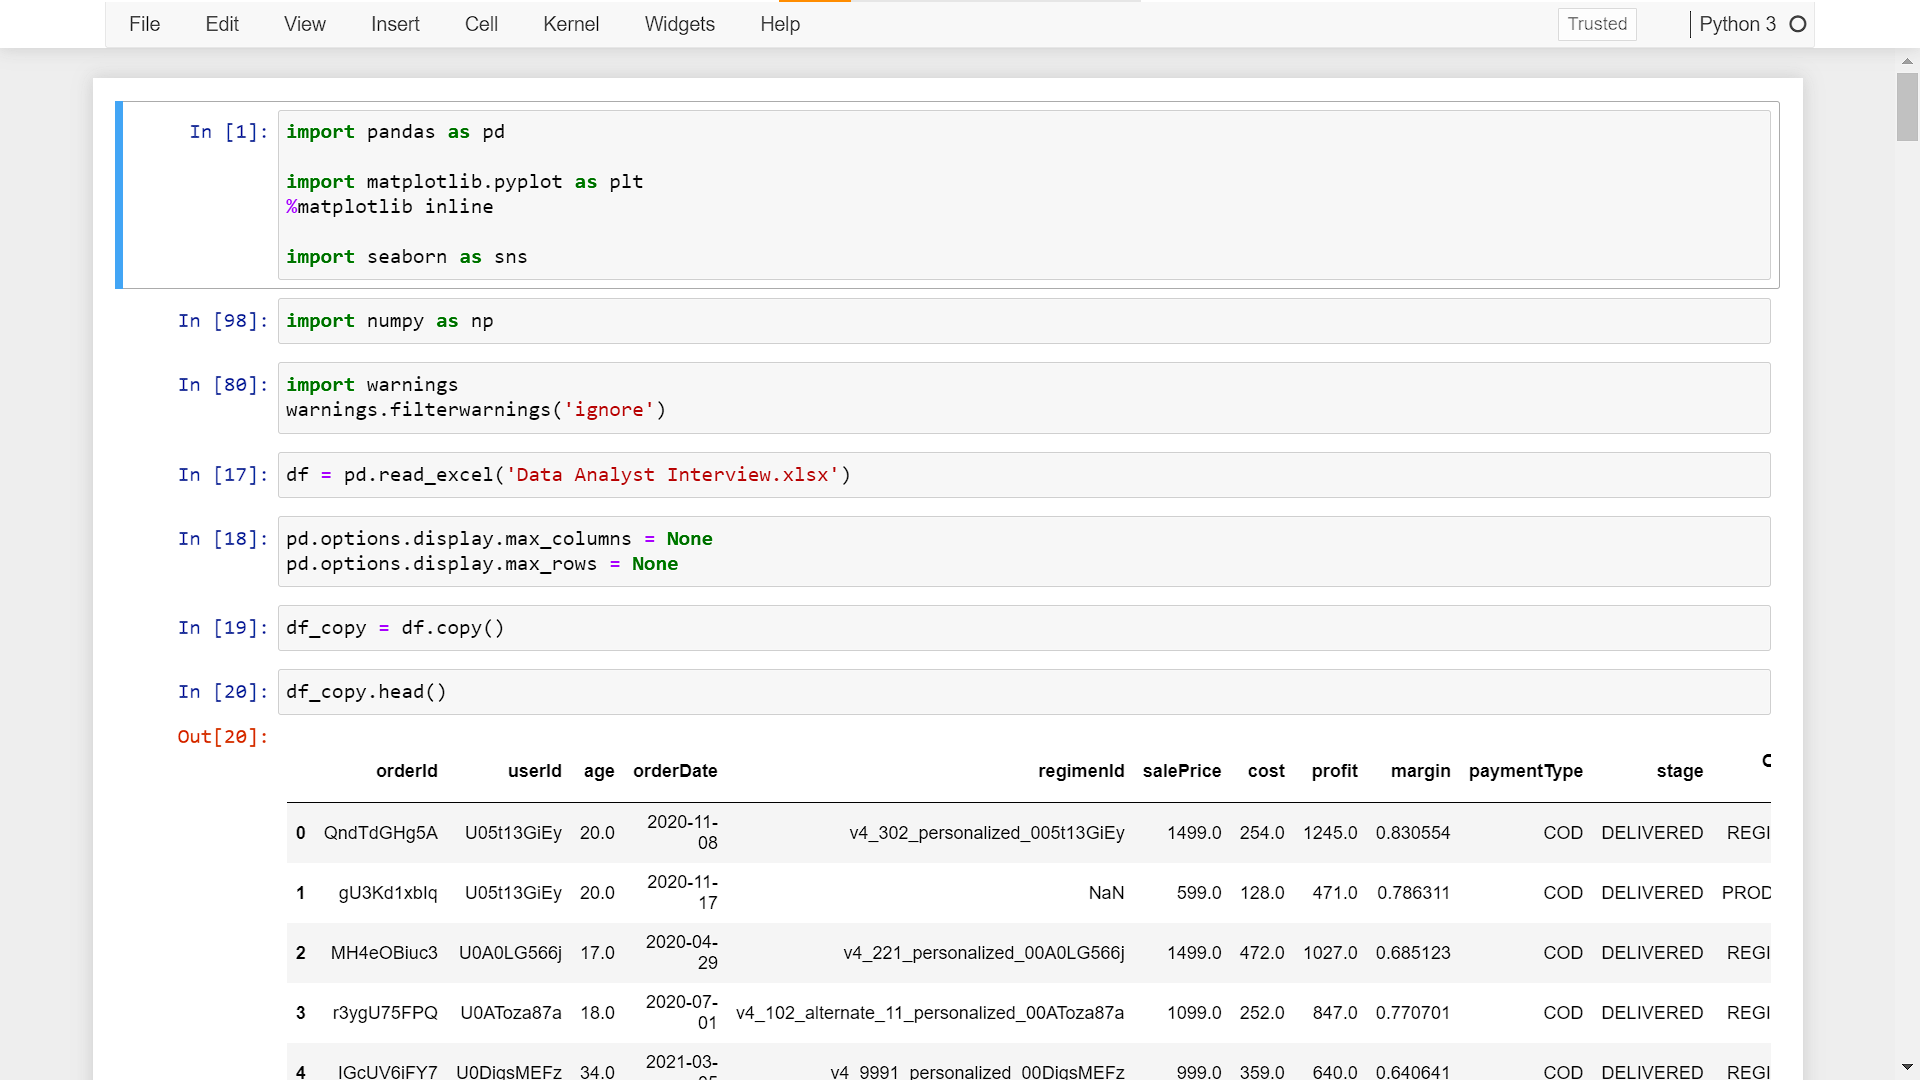 File Edit View Insert Cell Kernel Widgets Help Trusted Python 3
In [1]: import pandas as pd
import matplotlib.pyplot as plt
%matplotlib inline
import seaborn as sns
In [98]: import numpy as np
In [80]: import warnings
warnings.filterwarnings('ignore')
In [17]: df = pd.read_excel('Data Analyst Interview.xlsx')
In [18]: pd.options.display.max_columns = None
pd.options.display.max_rows = None
In [19]: df_copy = df.copy()
In [20]: df_copy.head()
Out[20]:
orderId userId age orderDate regimenId salePrice cost profit margin paymentType stage
0 QndTdGHg5A U05t13GiEy 20.0 2020-11-08 v4_302_personalized_005t13GiEy 1499.0 254.0 1245.0 0.830554 COD DELIVERED REGI
1 gU3Kd1xbIq U05t13GiEy 20.0 2020-11-17 NaN 599.0 128.0 471.0 0.786311 COD DELIVERED PROD
2 MH4eOBiuc3 U0A0LG566j 17.0 2020-04-29 v4_221_personalized_00A0LG566j 1499.0 472.0 1027.0 0.685123 COD DELIVERED REGI
3 r3ygU75FPQ U0AToza87a 18.0 2020-07-01 v4_102_alternate_11_personalized_00AToza87a 1099.0 252.0 847.0 0.770701 COD DELIVERED REGI
4 IGcUV6iFY7 U0DiqsMEFz 34.0 2021-03- v4_9991_personalized_00DiqsMEFz 999.0 359.0 640.0 0.640641 COD DELIVERED REGI